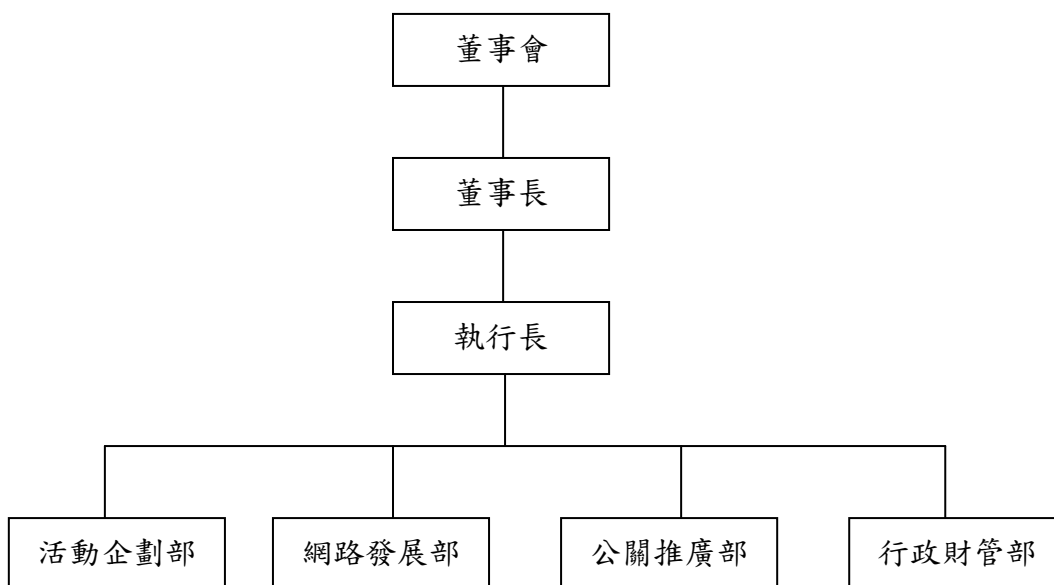 董事會
董事長
執行長
活動企劃部
網路發展部
公關推廣部
行政財管部